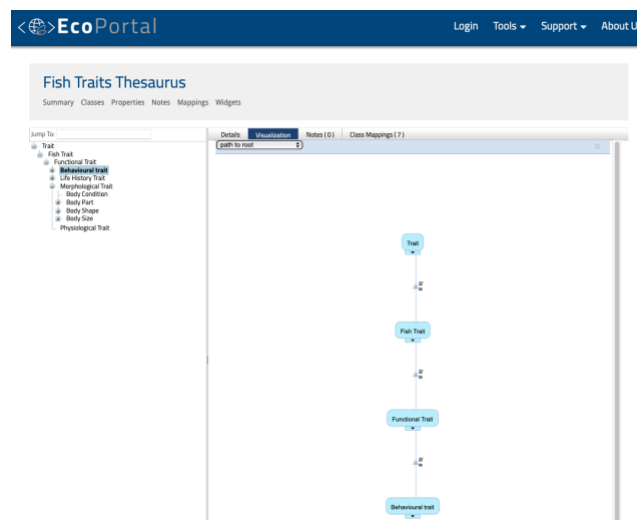 <>EcoPortal
Login Tools Support About U
Fish Traits Thesaurus
Summary Classes Properties Notes Mappings Widgets
Jump To:
Details Visualization Notes (0) Class Mappings (7)
path to root
Trait
Fish Trait
Functional Trait
Behavioural trait
Life History Trait
Morphological Trait
Body Condition
Body Part
Body Shape
Body Size
Physiological Trait
Trait
Fish Trait
Functional Trait
Behavioural trait